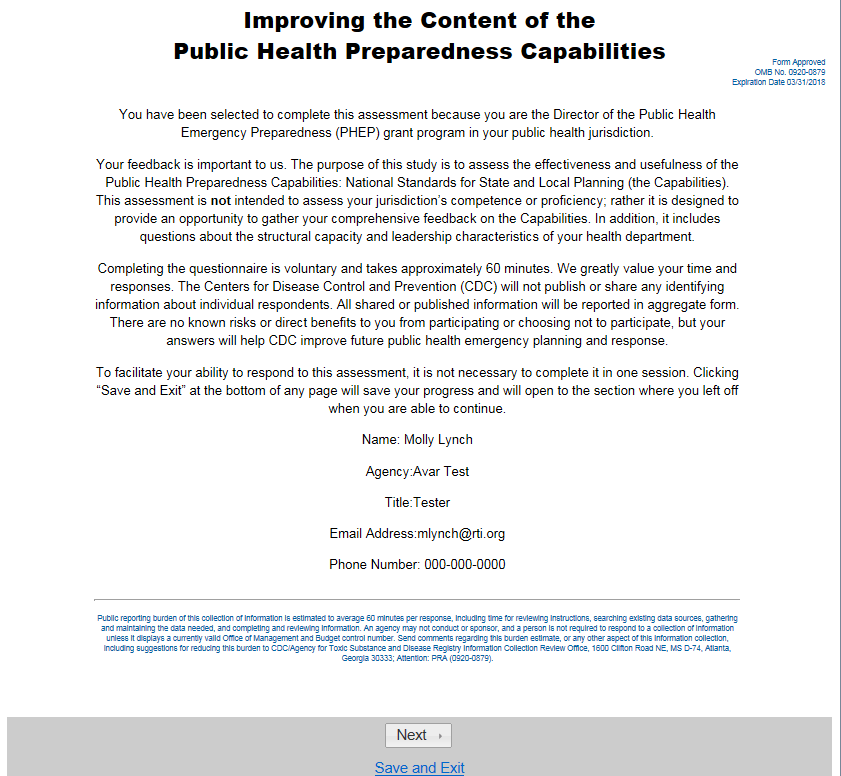 Improving the Content of the
Public Health Preparedness Capabilities
Form Approved
OMB No. 0920-0879
Expiration Date 03/31/2018
You have been selected to complete this assessment because you are the Director of the Public Health
Emergency Preparedness (PHEP) grant program in your public health jurisdiction.
Your feedback is important to us. The purpose of this study is to assess the effectiveness and usefulness of the
Public Health Preparedness Capabilities: National Standards for State and Local Planning (the Capabilities).
This assessment is not intended to assess your jurisdiction’s competence or proficiency; rather it is designed to
provide an opportunity to gather your comprehensive feedback on the Capabilities. In addition, it includes
questions about the structural capacity and leadership characteristics of your health department.
Completing the questionnaire is voluntary and takes approximately 60 minutes. We greatly value your time and
responses. The Centers for Disease Control and Prevention (CDC) will not publish or share any identifying
information about individual respondents. All shared or published information will be reported in aggregate form.
There are no known risks or direct benefits to you from participating or choosing not to participate, but your
answers will help CDC improve future public health emergency planning and response.
To facilitate your ability to respond to this assessment, it is not necessary to complete it in one session. Clicking
“Save and Exit” at the bottom of any page will save your progress and will open to the section where you left off
when you are able to continue.
Name: Molly Lynch
Agency:Avar Test
Title:Tester
Email Address:mlynch@rti.org
Phone Number: 000-000-0000
Public reporting burden of this collection of information is estimated to average 60 minutes per response, including time for reviewing instructions, searching existing data sources, gathering
and maintaining the data needed, and completing and reviewing information. An agency may not conduct or sponsor, and a person is not required to respond to a collection of information
unless it displays a currently valid Office of Management and Budget control number. Send comments regarding this burden estimate, or any other aspect of this information collection,
including suggestions for reducing this burden to CDC/Agency for Toxic Substance and Disease Registry Information Collection Review Office, 1600 Clifton Road NE, MS D-74, Atlanta,
Georgia 30333; Attention: PRA (0920-0879).
Next
Save and Exit